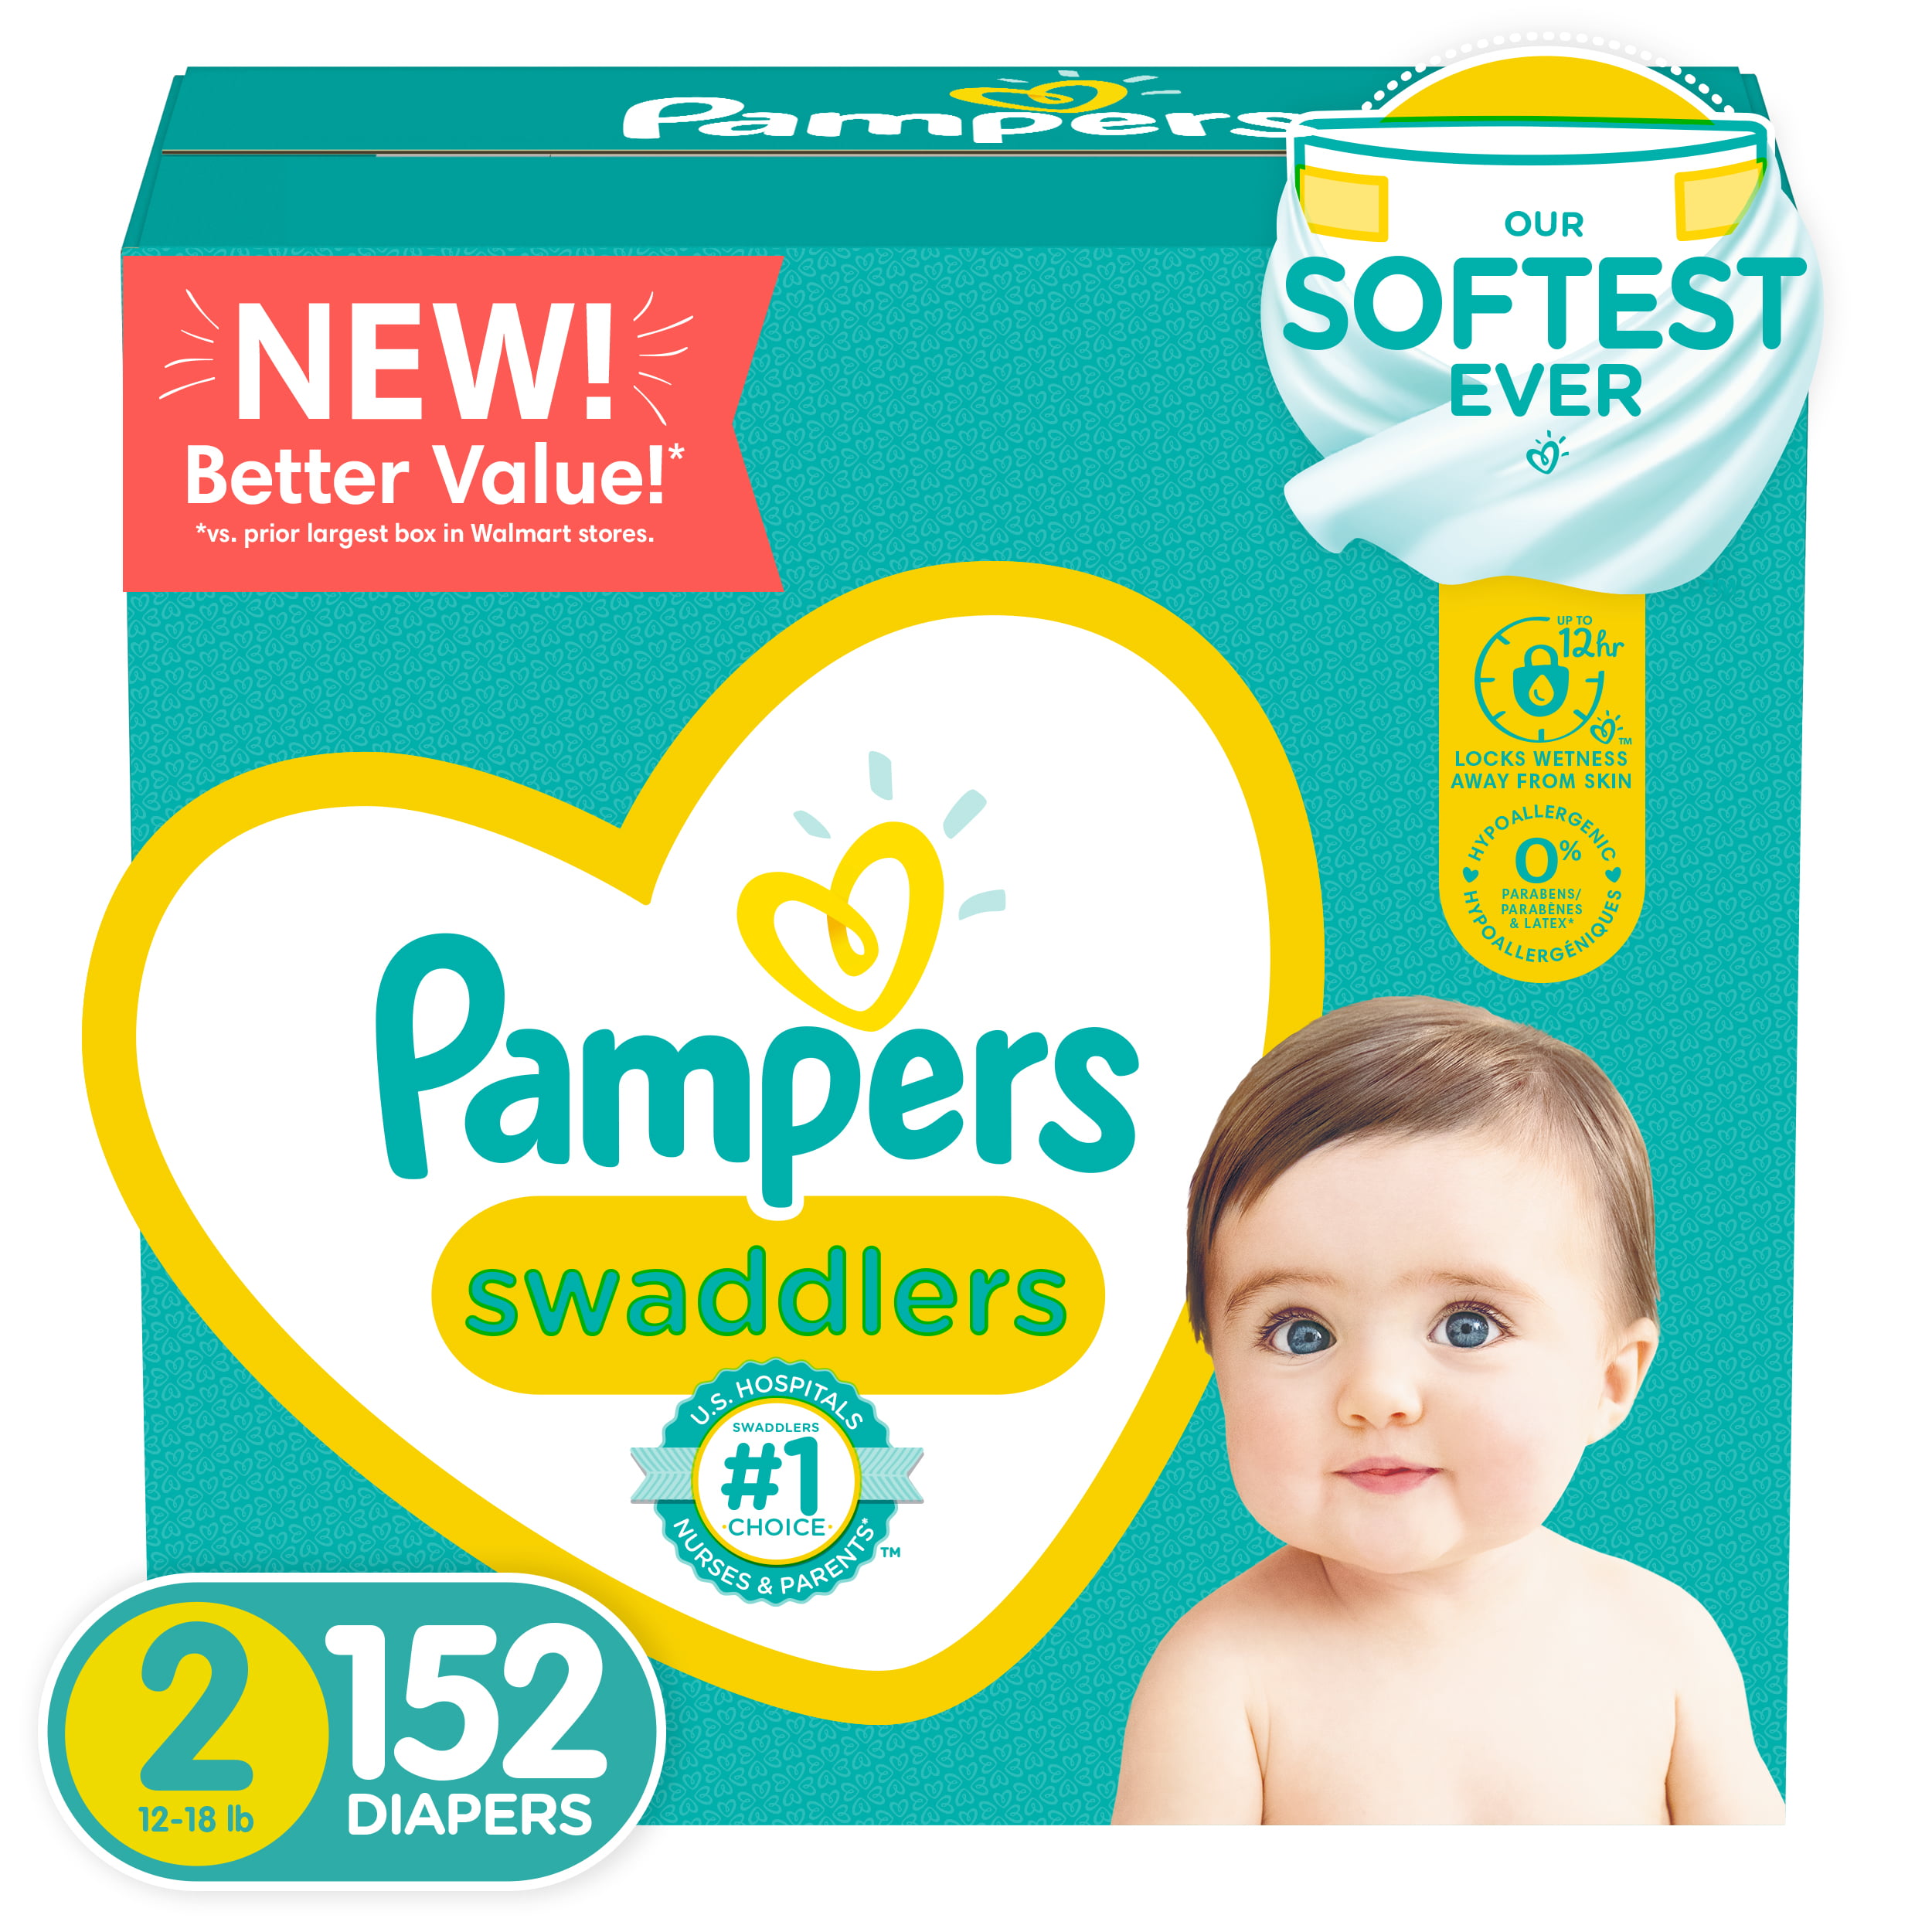 Pampers
OUR
SOFTEST
EVER
NEW!
Better Value!*
*vs. prior largest box in Walmart stores.
UP TO
12hr
TM
LOCKS WETNESS
AWAY FROM SKIN
HYPOALLERGENIC
0%
PARABENS/
PARABÈNES
& LATEX*
HYPOALLERGÉNIQUES
Pampers
swaddlers
U.S. HOSPITALS
SWADDLERS
#1
CHOICE
NURSES & PARENTS*
TM
2
12-18 lb
152
DIAPERS